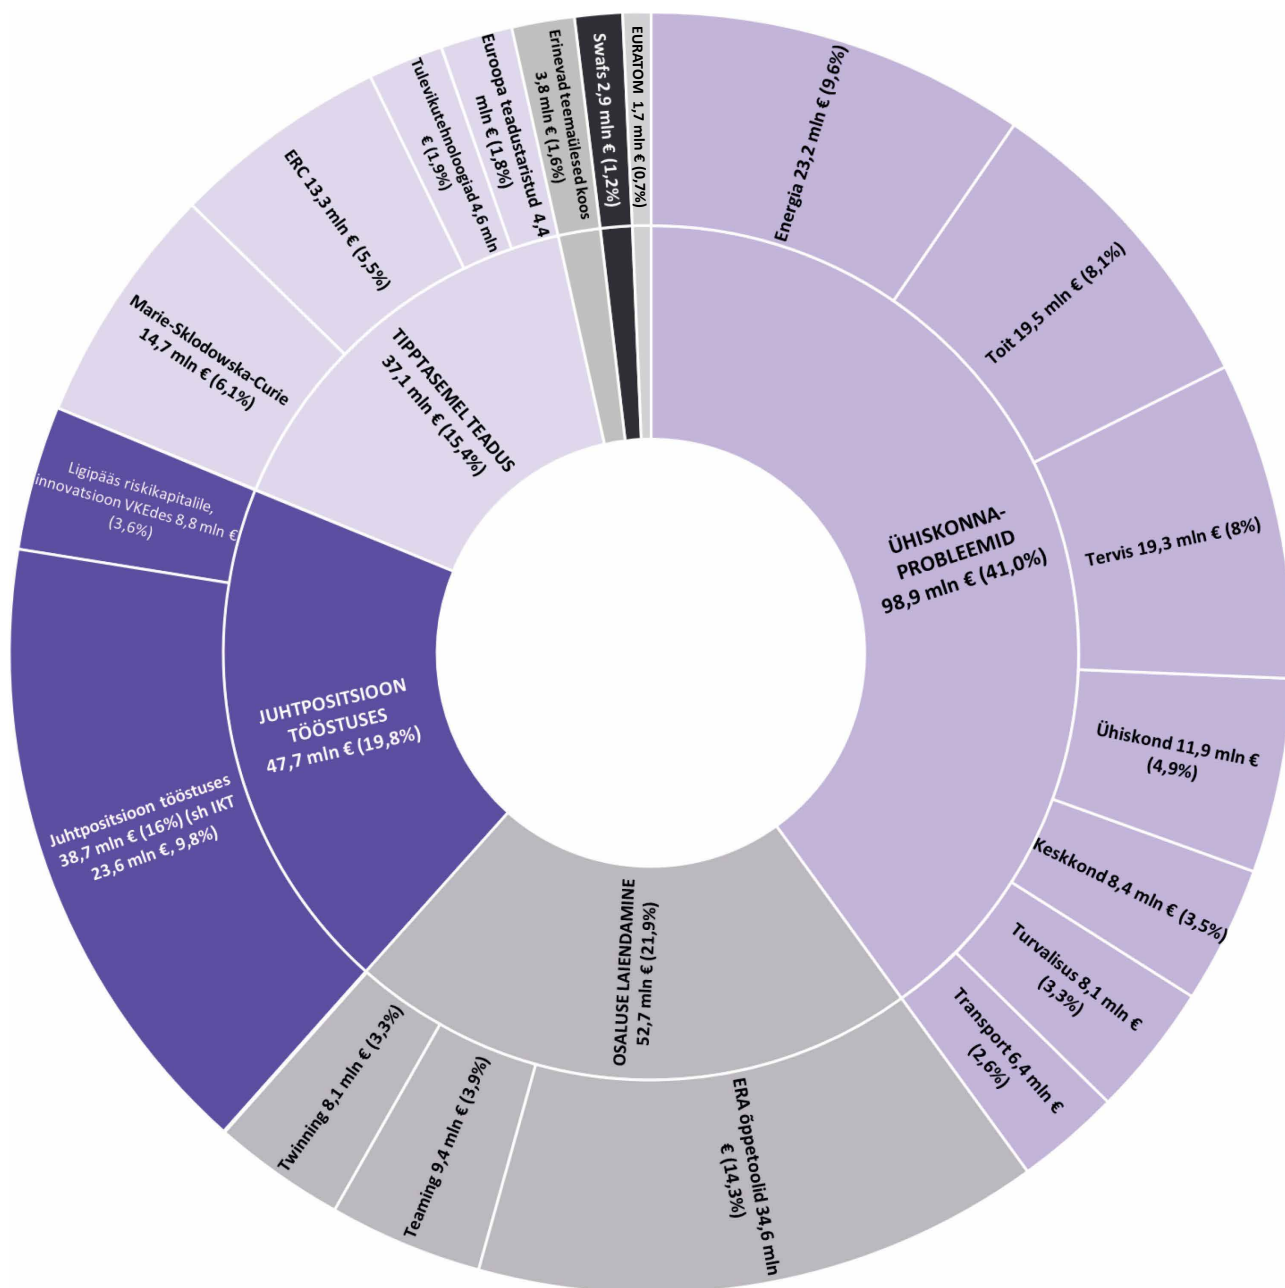 Energia 23,2 mln € (9,6%)
Toit 19,5 mln € (8,1%)
Tervis 19,3 mln € (8%)
Ühiskond 11,9 mln €
(4,9%)
Keskkond 8,4 mln € (3,5%)
Turvalisus 8,1 mln €
(3,3%)
Transport 6,4 mln €
(2,6%)
ÜHISKONNA-
PROBLEEMID
98,9 mln € (41,0%)
ERA õppetoolid 34,6 mln
€ (14,3%)
Teaming 9,4 mln € (3,9%)
Twinning 8,1 mln € (3,3%)
OSALUSE LAIENDAMINE
52,7 mln € (21,9%)
Juhtpositsioon tööstuses
38,7 mln € (16%) (sh IKT
23,6 mln €, 9,8%)
Ligipääs riskikapitalile,
innovatsioon VKEdes 8,8 mln €
(3,6%)
JUHTPOSITSIOON
TÖÖSTUSES
47,7 mln € (19,8%)
Marie-Sklodowska-Curie
14,7 mln € (6,1%)
ERC 13,3 mln € (5,5%)
Tulevikutehnoloogiad 4,6 mln
€ (1,9%)
Euroopa teadustaristud 4,4
mln € (1,8%)
TIPPTASEMEL TEADUS
37,1 mln € (15,4%)
Erinevad teemaülesed koos
3,8 mln € (1,6%)
Swafs 2,9 mln € (1,2%)
EURATOM 1,7 mln € (0,7%)